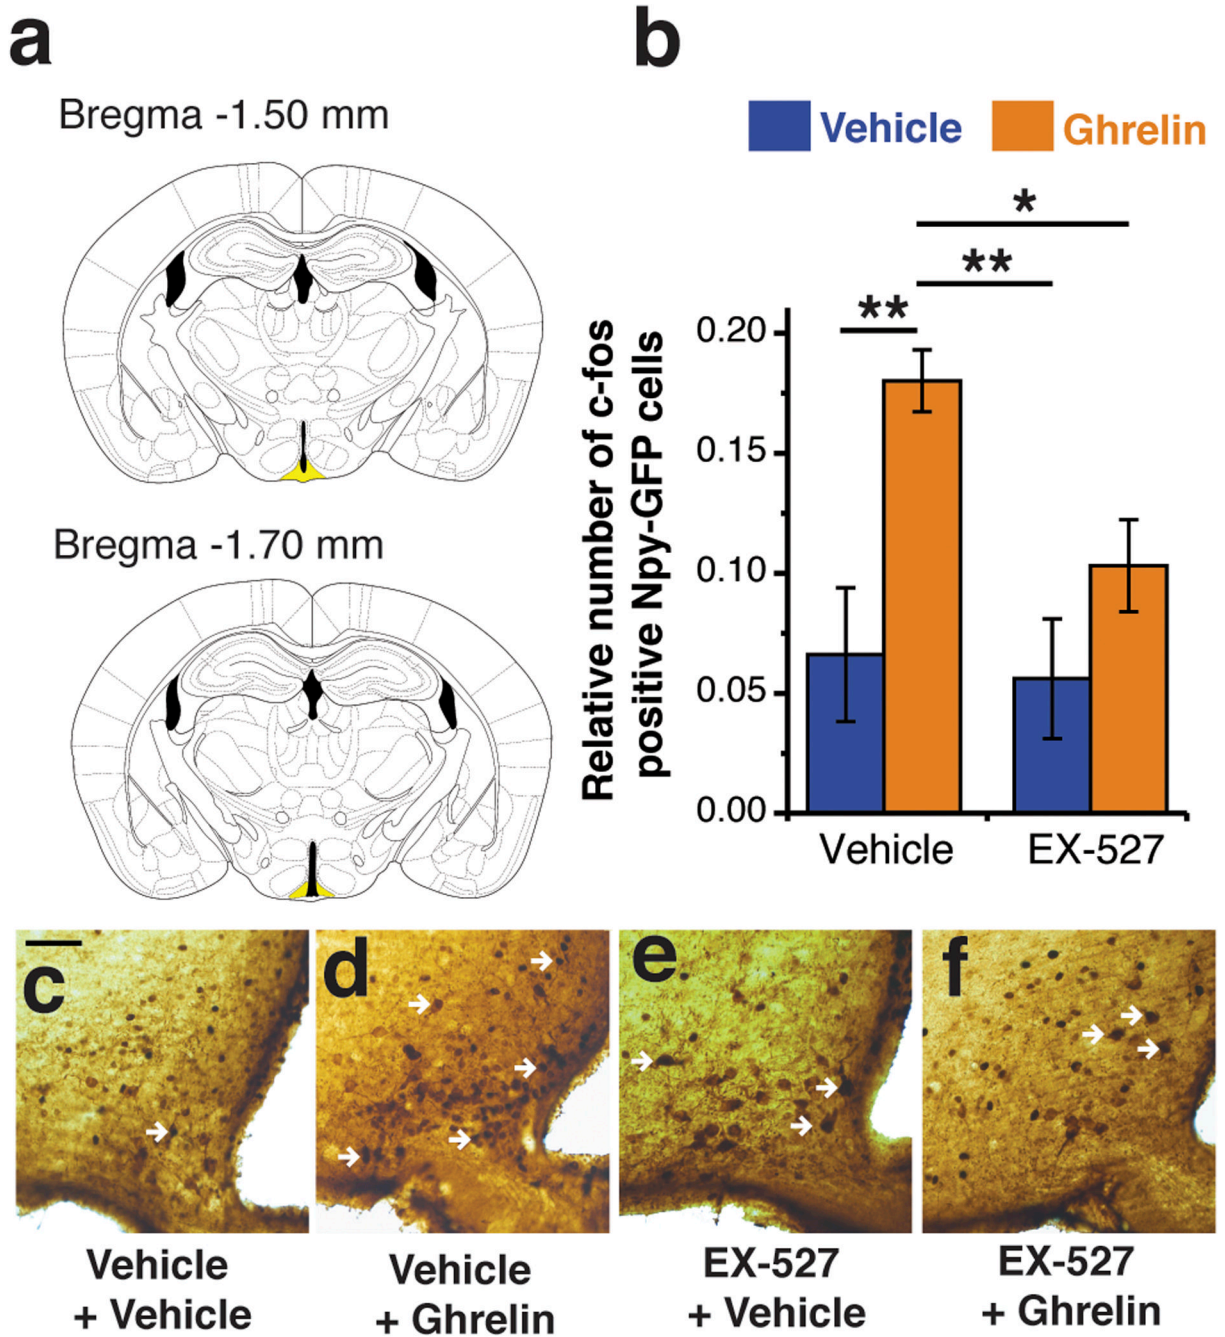 a
Bregma -1.50 mm
Bregma -1.70 mm
b
Vehicle
Ghrelin
*
**
**
Relative number of c-fos
positive Npy-GFP cells
0.20
0.15
0.10
0.05
0.00
Vehicle
EX-527
c
d
e
f
Vehicle
+ Vehicle
Vehicle
+ Ghrelin
EX-527
+ Vehicle
EX-527
+ Ghrelin